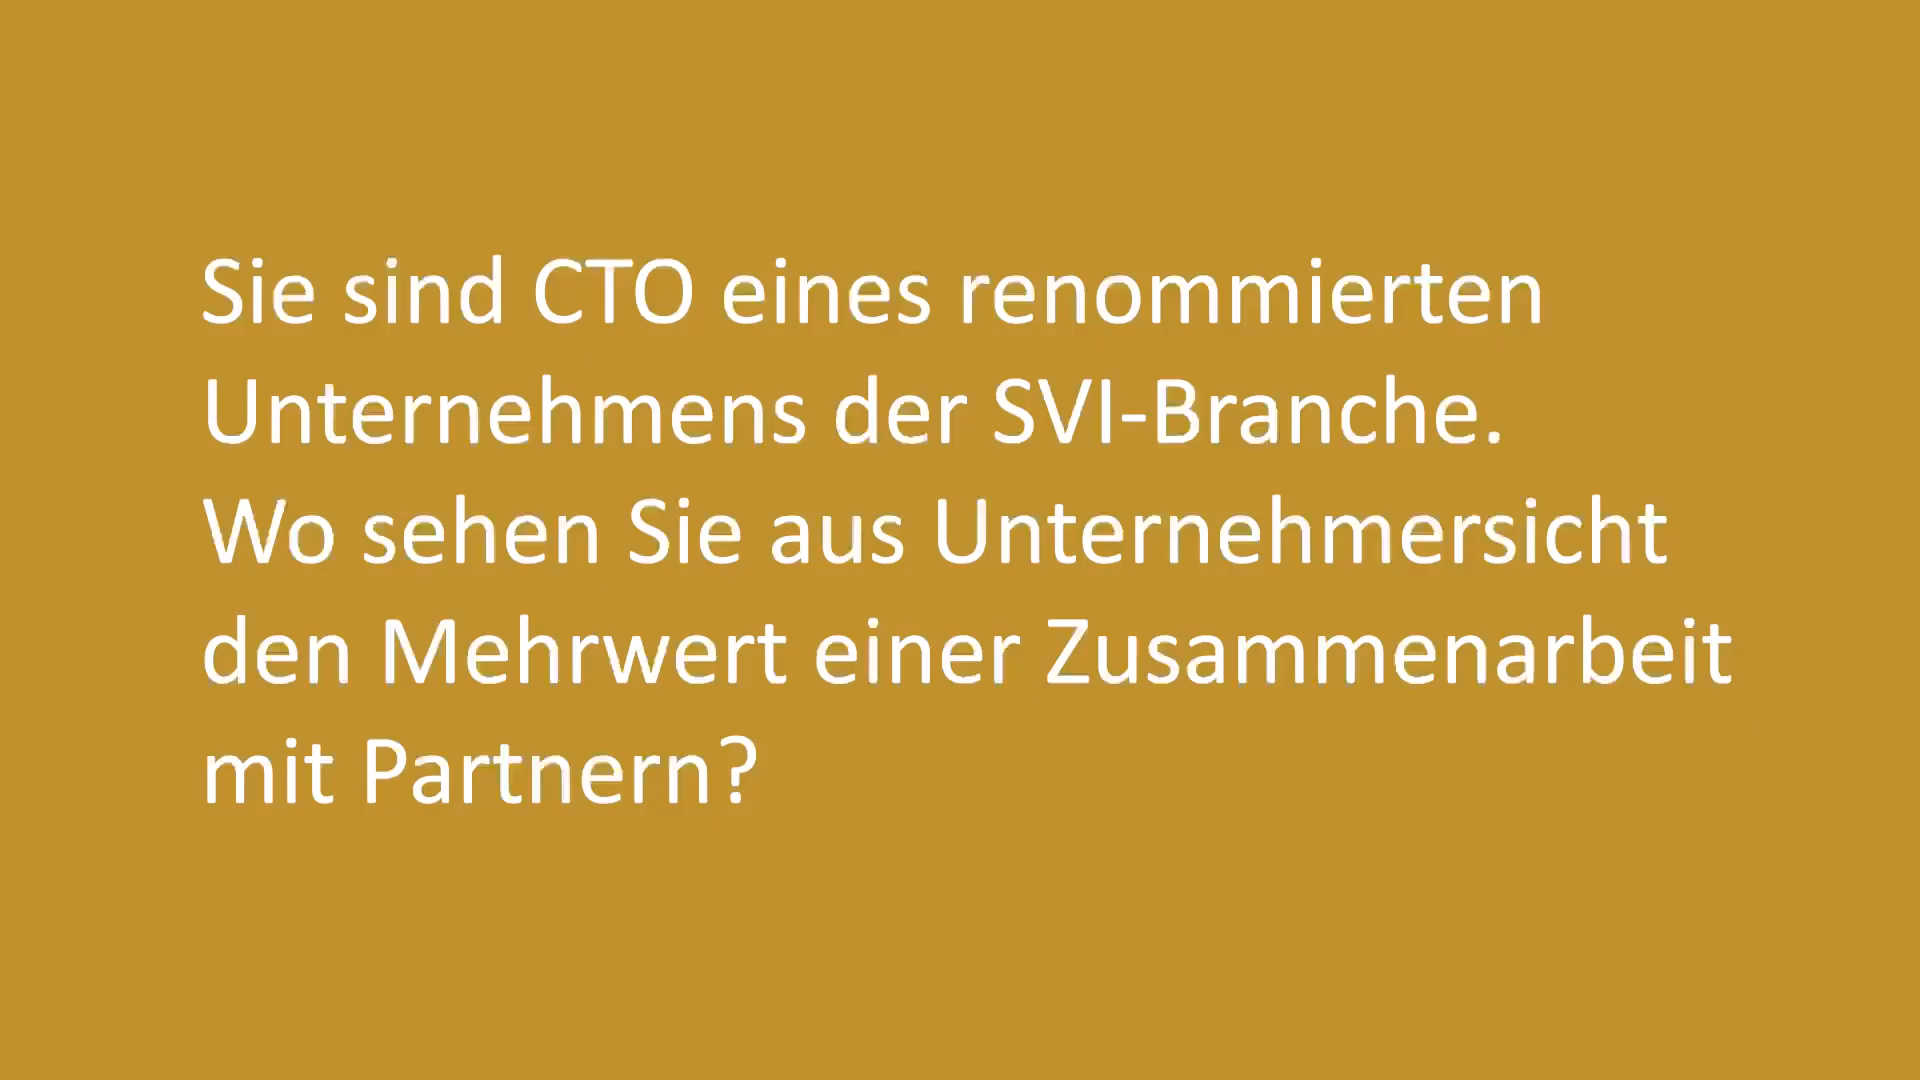 Sie sind CTO eines renommierten
Unternehmens der SVI-Branche.
Wo sehen Sie aus Unternehmersicht
den Mehrwert einer Zusammenarbeit
mit Partnern?